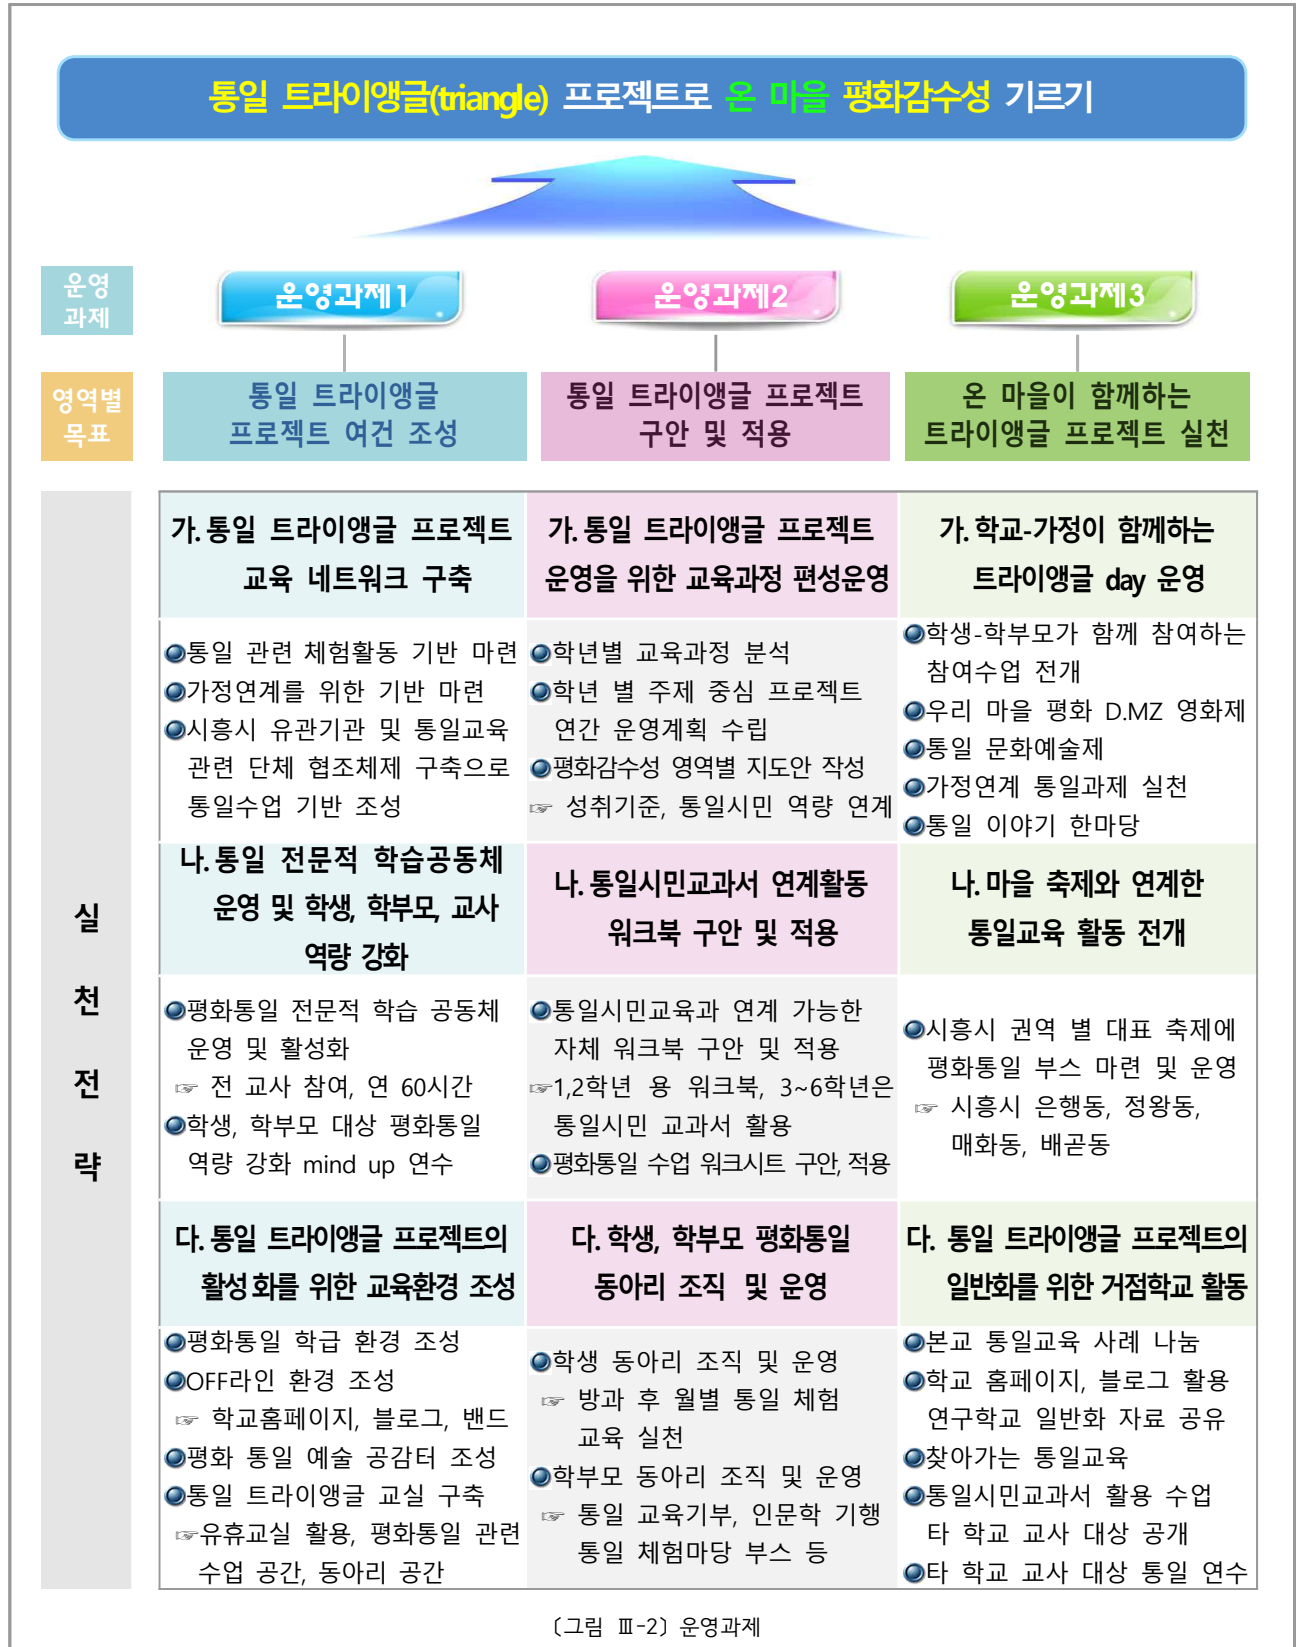 통일 트라이앵글(triangle) 프로젝트로 온 마을 평화감수성 기르기
운영
과제
운영과제1
운영과제2
운영과제3
영역별
목표
통일 트라이앵글
프로젝트 여건 조성
통일 트라이앵글 프로젝트
구안 및 적용
온 마을이 함께하는
트라이앵글 프로젝트 실천
실
천
전
략
가. 통일 트라이앵글 프로젝트
교육 네트워크 구축
가. 통일 트라이앵글 프로젝트
운영을 위한 교육과정 편성운영
가. 학교-가정이 함께하는
트라이앵글 day 운영
●통일 관련 체험활동 기반 마련
●가정연계를 위한 기반 마련
●시흥시 유관기관 및 통일교육
관련 단체 협조체제 구축으로
통일수업 기반 조성
●학년별 교육과정 분석
●학년 별 주제 중심 프로젝트
연간 운영계획 수립
●평화감수성 영역별 지도안 작성
☞ 성취기준, 통일시민 역량 연계
●학생-학부모가 함께 참여하는
참여수업 전개
●우리 마을 평화 D.MZ 영화제
●통일 문화예술제
●가정연계 통일과제 실천
●통일 이야기 한마당
나. 통일 전문적 학습공동체
운영 및 학생, 학부모, 교사
역량 강화
나. 통일시민교과서 연계활동
워크북 구안 및 적용
나. 마을 축제와 연계한
통일교육 활동 전개
●평화통일 전문적 학습 공동체
운영 및 활성화
☞ 전 교사 참여, 연 60시간
●학생, 학부모 대상 평화통일
역량 강화 mind up 연수
●통일시민교육과 연계 가능한
자체 워크북 구안 및 적용
☞1,2학년 용 워크북, 3~6학년은
통일시민 교과서 활용
●평화통일 수업 워크시트 구안, 적용
●시흥시 권역 별 대표 축제에
평화통일 부스 마련 및 운영
☞ 시흥시 은행동, 정왕동,
매화동, 배곧동
다. 통일 트라이앵글 프로젝트의
활성화를 위한 교육환경 조성
다. 학생, 학부모 평화통일
동아리 조직 및 운영
다. 통일 트라이앵글 프로젝트의
일반화를 위한 거점학교 활동
●평화통일 학급 환경 조성
●OFF라인 환경 조성
☞ 학교홈페이지, 블로그, 밴드
●평화 통일 예술 공감터 조성
●통일 트라이앵글 교실 구축
☞유휴교실 활용, 평화통일 관련
수업 공간, 동아리 공간
●학생 동아리 조직 및 운영
☞ 방과 후 월별 통일 체험
교육 실천
●학부모 동아리 조직 및 운영
☞ 통일 교육기부, 인문학 기행
통일 체험마당 부스 등
●본교 통일교육 사례 나눔
●학교 홈페이지, 블로그 활용
연구학교 일반화 자료 공유
●찾아가는 통일교육
●통일시민교과서 활용 수업
타 학교 교사 대상 공개
●타 학교 교사 대상 통일 연수
〔그림 Ⅲ-2〕 운영과제